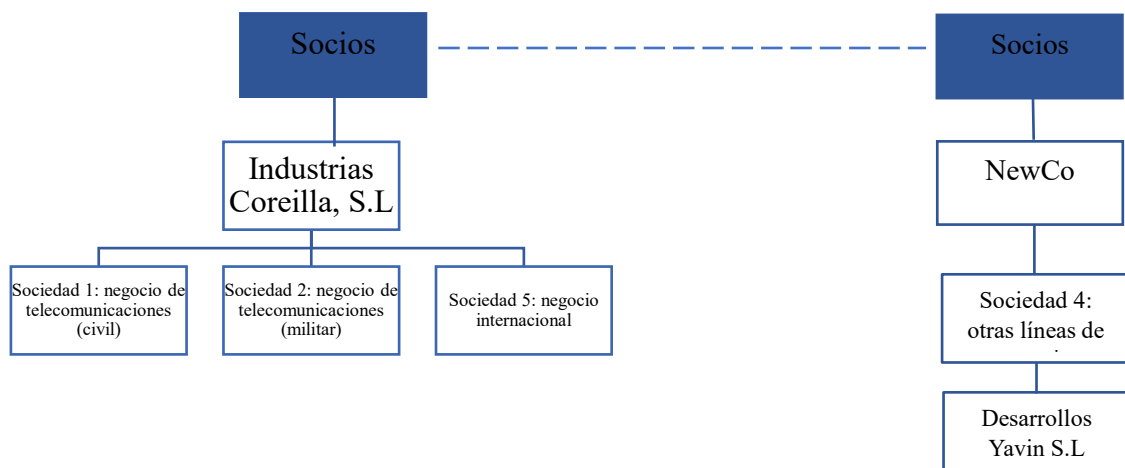 Socios
Socios
Industrias
Coreilla, S.L
NewCo
Sociedad 1: negocio de
telecomunicaciones
(civil)
Sociedad 2: negocio de
telecomunicaciones
(militar)
Sociedad 5: negocio
internacional
Sociedad 4:
otras líneas de
Desarrollos
Yavin S.L